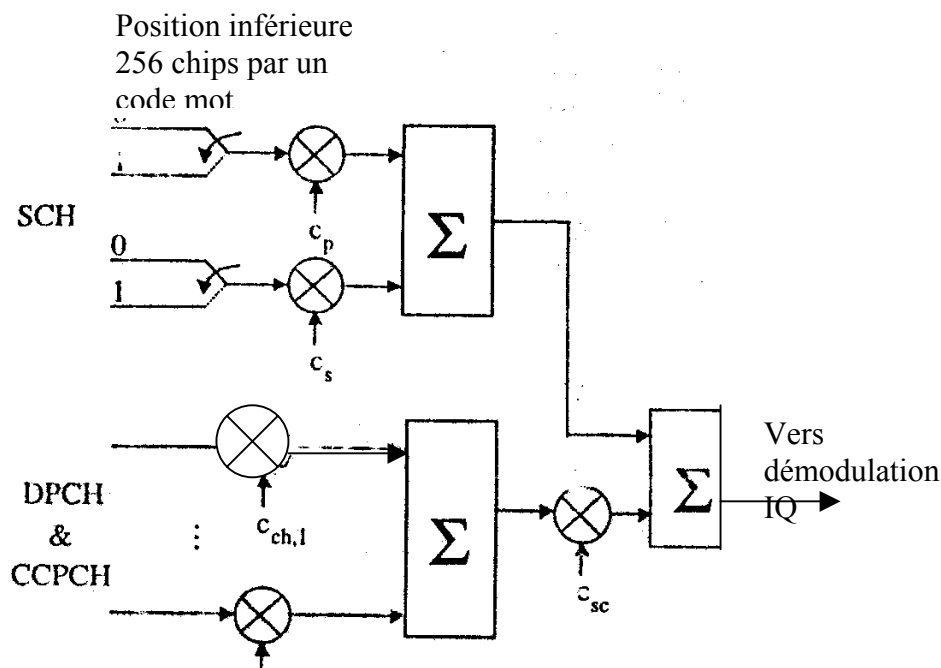 Position inférieure
256 chips par un
code mot
SCH
0
1
c_p
c_s
Σ
DPCH
&
CCPCH
⋮
c_ch,1
Σ
c_sc
Σ
Vers
démodulation
IQ